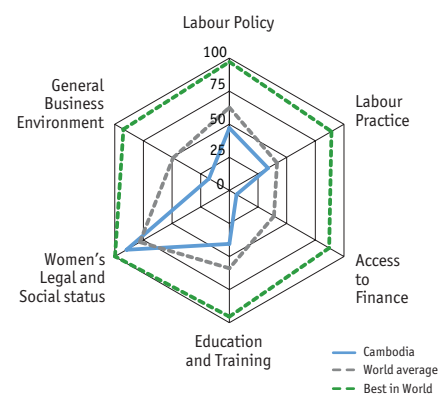 Labour Policy
100
75
50
25
0
General
Business
Environment
Labour
Practice
Women's
Legal and
Social status
Access
to
Finance
Education
and Training
Cambodia
World average
Best in World